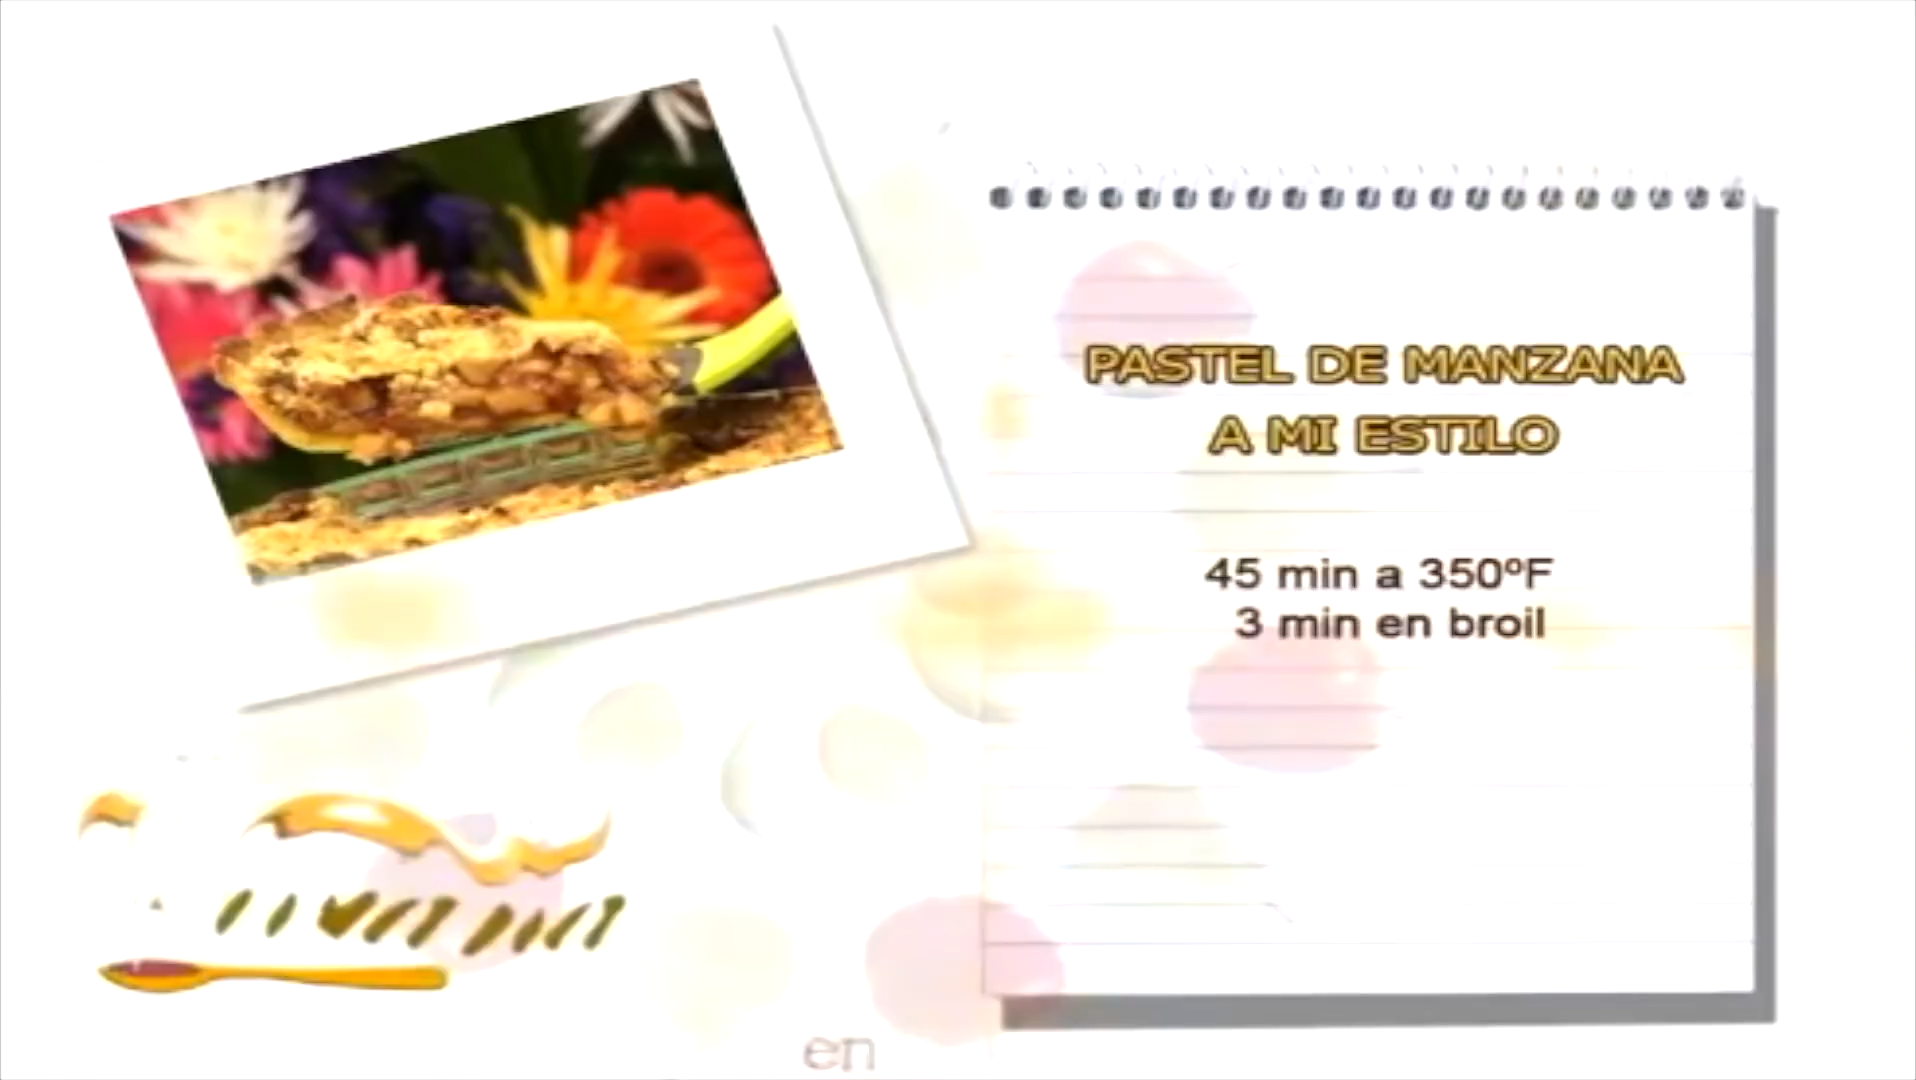 PASTEL DE MANZANA
A MI ESTILO
45 min a 350ºF
3 min en broil
en